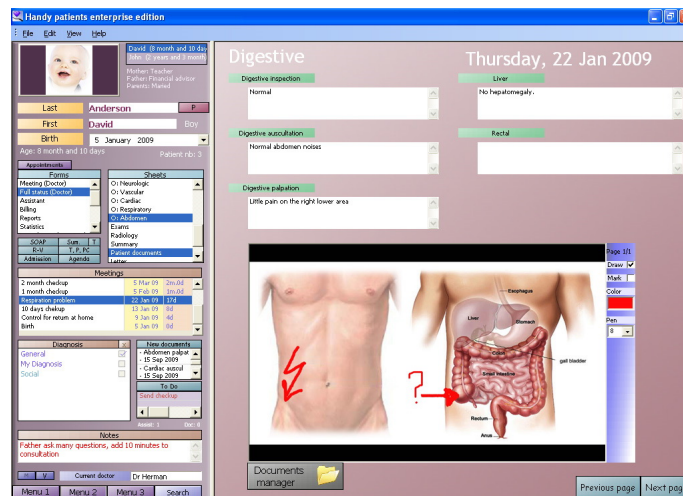 Handy patients enterprise edition
File Edit View Help
David (8 month and 10 day
John (2 years and 3 month
Mother: Teacher
Father: Financial advisor
Parents: Maried
Last Anderson P
First David Boy
Birth 5 January 2009
Age: 8 month and 10 days Patient nb: 3
Appointments
Forms
Meeting (Doctor)
Full status (Doctor)
Assistant
Billing
Reports
Statistics
Sheets
O: Neurologic
O: Vascular
O: Cardiac
O: Respiratory
O: Abdomen
Exams
Radiology
Summary
Patient documents
Letter
SOAP Sum. T
R-V T, P, PC
Admission Agenda
Meetings
2 month checkup 5 Mar 09 2m.0d
1 month checkup 5 Feb 09 1m.0d
Respiration problem 22 Jan 09 17d
10 days chekup 13 Jan 09 8d
Control for return at home 9 Jan 09 4d
Birth 5 Jan 09 0d
Diagnosis X
General
My Diagnosis
Social
New documents
- Abdomen palpat
- 15 Sep 2009
- Cardiac auscul
- 15 Sep 2009
To Do
Send checkup
Assist: 1 Doc: 0
Notes
Father ask many questions, add 10 minutes to
consultation
V Current doctor Dr Herman
Menu 1 Menu 2 Menu 3 Search
Digestive Thursday, 22 Jan 2009
Digestive inspection
Normal
Liver
No hepatomegaly.
Digestive auscultation
Normal abdomen noises
Rectal
Digestive palpation
Little pain on the right lower area
Esophagus
Liver
Stomach
Colon
gall bladder
Small Intestine
?
Rectum
Anus
Page 1/1
Draw
Mark
Color
Pen
8
Documents
manager
Previous page Next pag